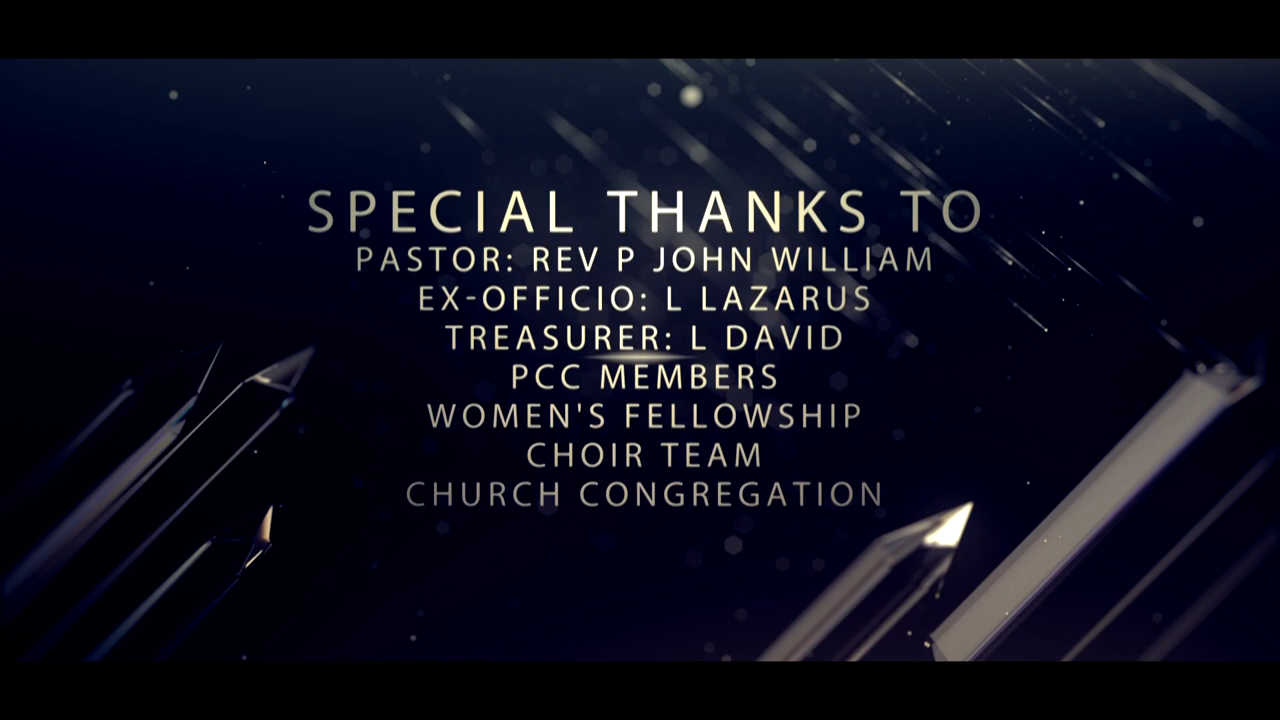 SPECIAL THANKS TO
PASTOR: REV P JOHN WILLIAM
EX-OFFICIO: L LAZARUS
TREASURER: L DAVID
PCC MEMBERS
WOMEN'S FELLOWSHIP
CHOIR TEAM
CHURCH CONGREGATION